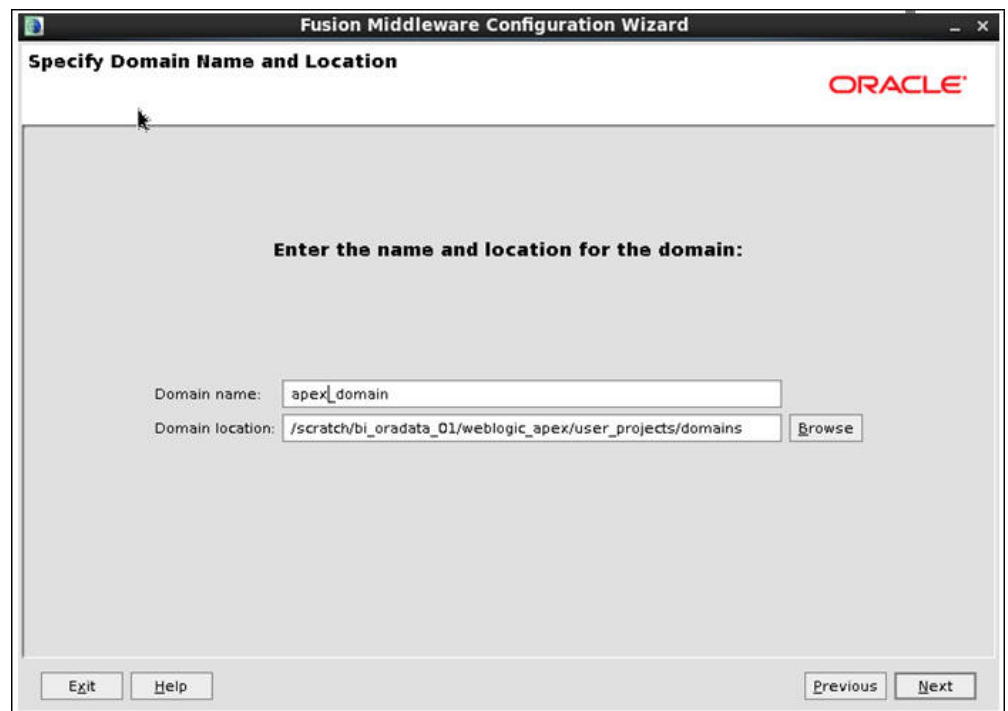 Fusion Middleware Configuration Wizard
Specify Domain Name and Location
ORACLE
Enter the name and location for the domain:
Domain name: apex_domain
Domain location: /scratch/bi_oradata_01/weblogic_apex/user_projects/domains Browse
Exit Help Previous Next